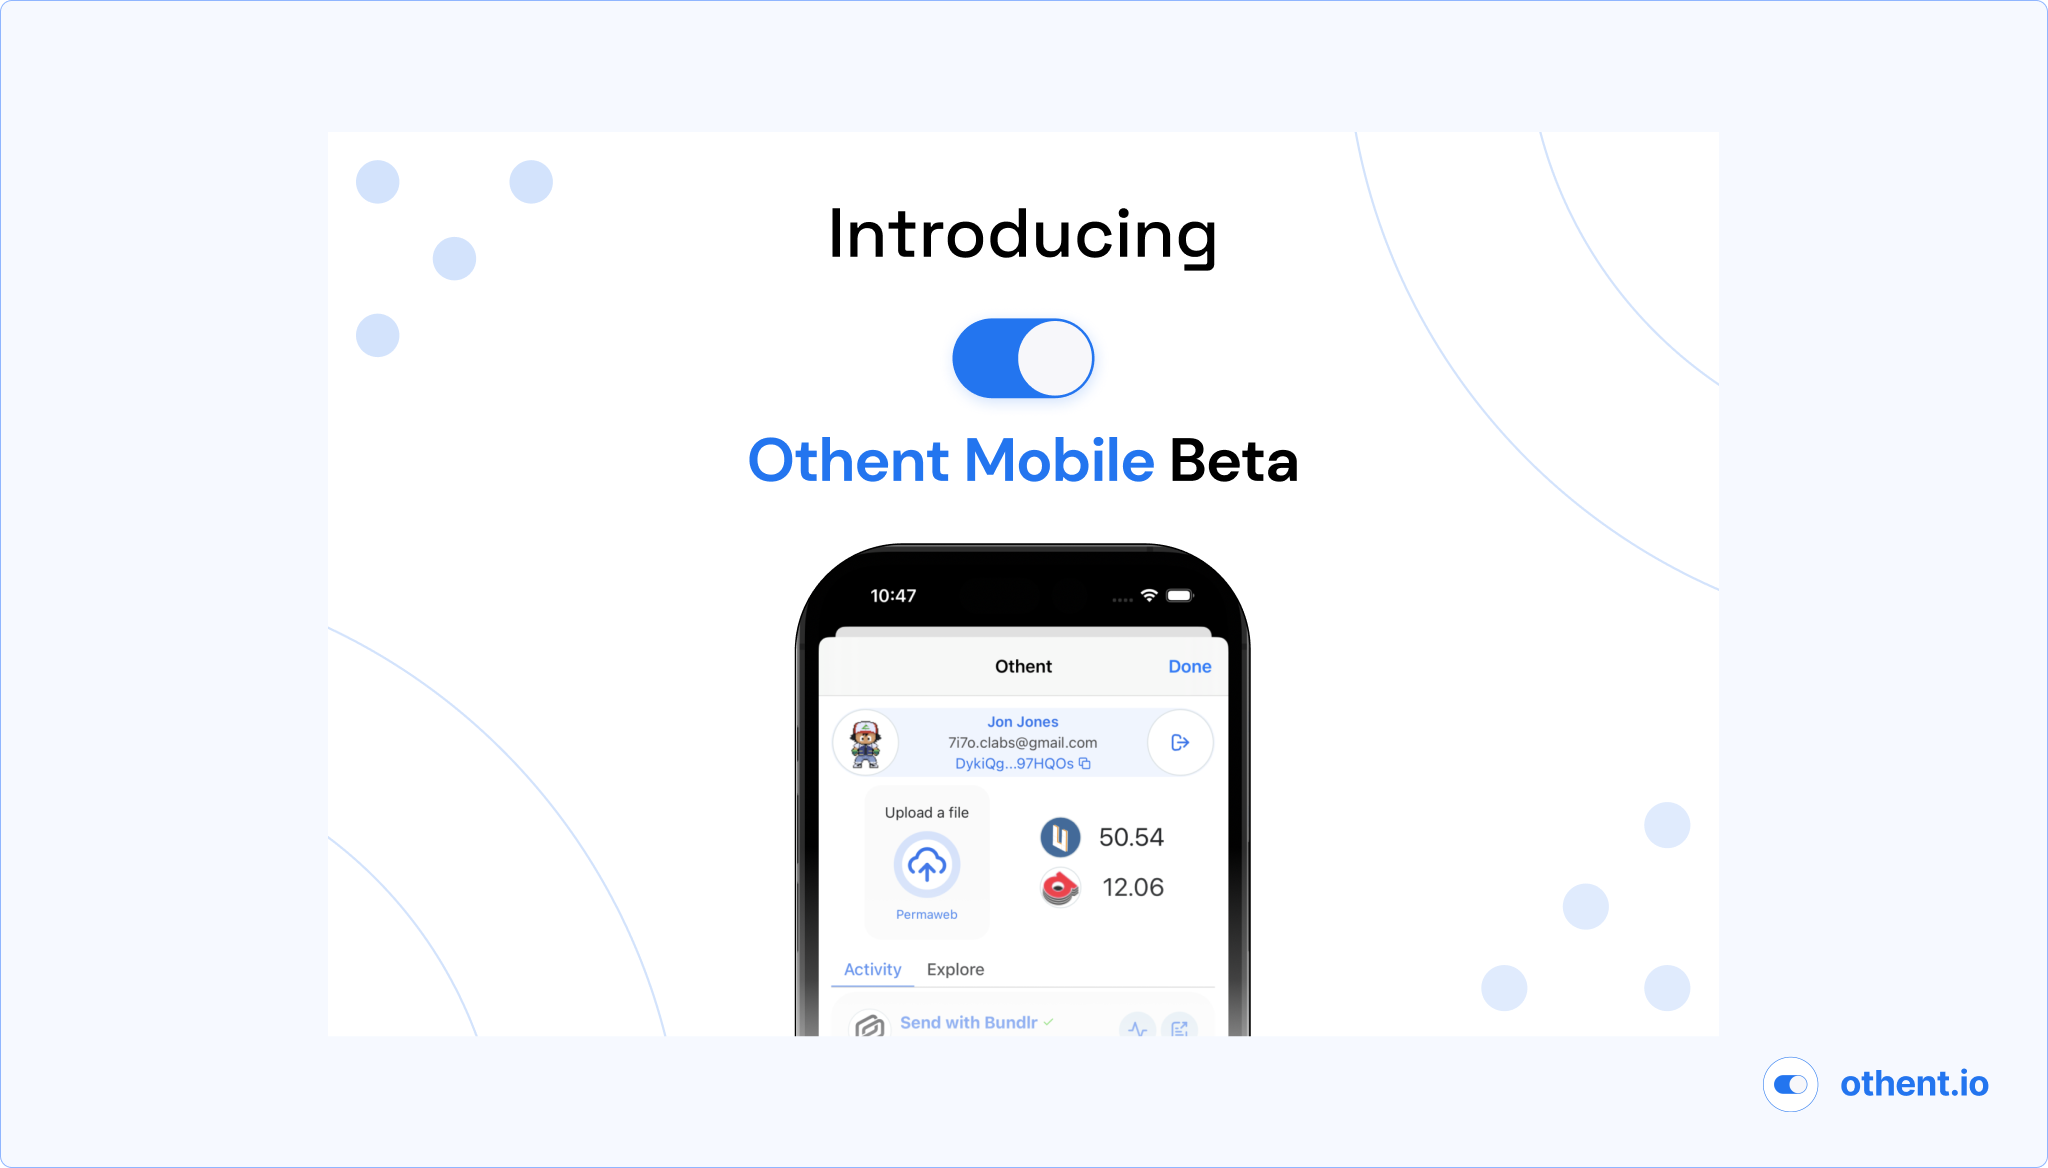 Introducing
Othent Mobile Beta
10:47
Othent
Done
Jon Jones
7i7o.clabs@gmail.com
DykiQg...97HQOs
Upload a file
Permaweb
50.54
12.06
Activity
Explore
Send with Bundlr
othent.io